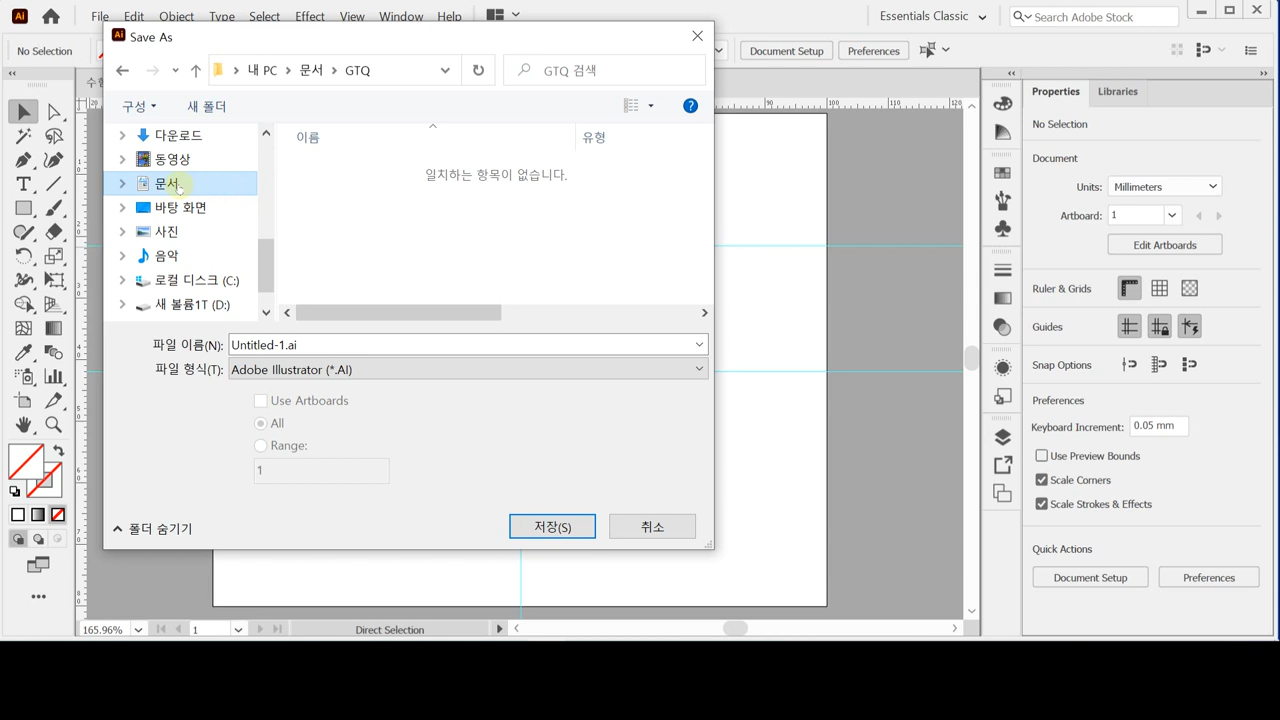 Ai File Edit Object Type Select Effect View Window Help Essentials Classic Search Adobe Stock
Ai Save As
No Selection Document Setup Preferences
내 PC 문서 GTQ GTQ 검색
구성 새 폴더
Properties Libraries
20 90 100 110 120
다운로드
동영상
문서
바탕 화면
사진
음악
로컬 디스크 (C:)
새 볼륨1T (D:)
이름 유형
일치하는 항목이 없습니다.
파일 이름(N): Untitled-1.ai
파일 형식(T): Adobe Illustrator (*.AI)
Use Artboards
All
Range:
1
폴더 숨기기 저장(S) 취소
No Selection
Document
Units: Millimeters
Artboard: 1
Edit Artboards
Ruler & Grids
Guides
Snap Options
Preferences
Keyboard Increment: 0.05 mm
Use Preview Bounds
Scale Corners
Scale Strokes & Effects
Quick Actions
Document Setup Preferences
165.96% 1 Direct Selection